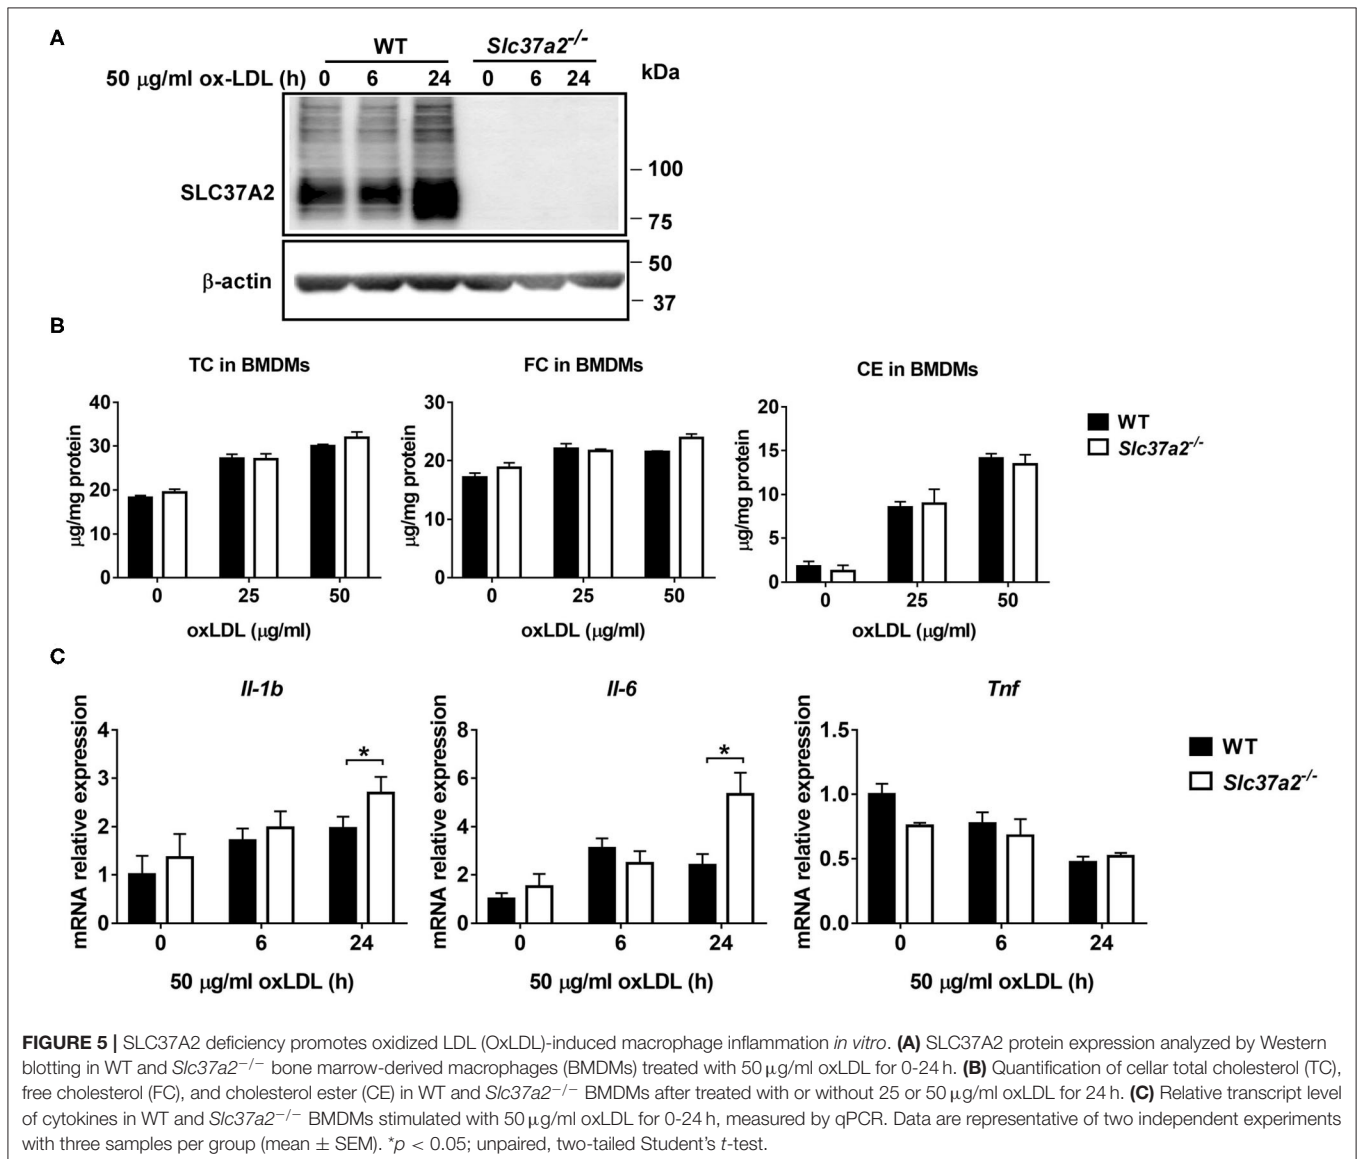 A
WT Slc37a2-/-
50 μg/ml ox-LDL (h) 0 6 24 0 6 24 kDa
100
SLC37A2
75
50
β-actin
37
B
TC in BMDMs
μg/mg protein
40
30
20
10
0
0 25 50
oxLDL (μg/ml)
FC in BMDMs
μg/mg protein
30
20
10
0
0 25 50
oxLDL (μg/ml)
CE in BMDMs
μg/mg protein
20
15
10
5
0
0 25 50
oxLDL (μg/ml)
WT
Slc37a2-/-
C
Il-1b
mRNA relative expression
4
3
2
1
0
*
0 6 24
50 μg/ml oxLDL (h)
Il-6
mRNA relative expression
8
6
4
2
0
*
0 6 24
50 μg/ml oxLDL (h)
Tnf
mRNA relative expression
1.5
1.0
0.5
0.0
0 6 24
50 μg/ml oxLDL (h)
WT
Slc37a2-/-
FIGURE 5 | SLC37A2 deficiency promotes oxidized LDL (OxLDL)-induced macrophage inflammation in vitro. (A) SLC37A2 protein expression analyzed by Western
blotting in WT and Slc37a2−/− bone marrow-derived macrophages (BMDMs) treated with 50 μg/ml oxLDL for 0-24 h. (B) Quantification of cellar total cholesterol (TC),
free cholesterol (FC), and cholesterol ester (CE) in WT and Slc37a2−/− BMDMs after treated with or without 25 or 50 μg/ml oxLDL for 24 h. (C) Relative transcript level
of cytokines in WT and Slc37a2−/− BMDMs stimulated with 50 μg/ml oxLDL for 0-24 h, measured by qPCR. Data are representative of two independent experiments
with three samples per group (mean ± SEM). *p < 0.05; unpaired, two-tailed Student's t-test.